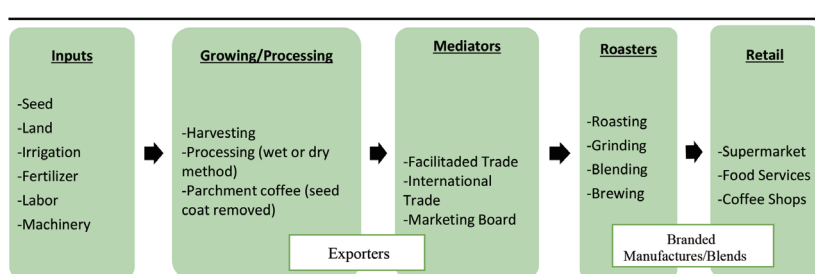 Inputs
-Seed
-Land
-Irrigation
-Fertilizer
-Labor
-Machinery
Growing/Processing
-Harvesting
-Processing (wet or dry
method)
-Parchment coffee (seed
coat removed)
Mediators
-Facilitaded Trade
-International
Trade
-Marketing Board
Exporters
Roasters
-Roasting
-Grinding
-Blending
-Brewing
Retail
-Supermarket
-Food Services
-Coffee Shops
Branded
Manufactures/Blends